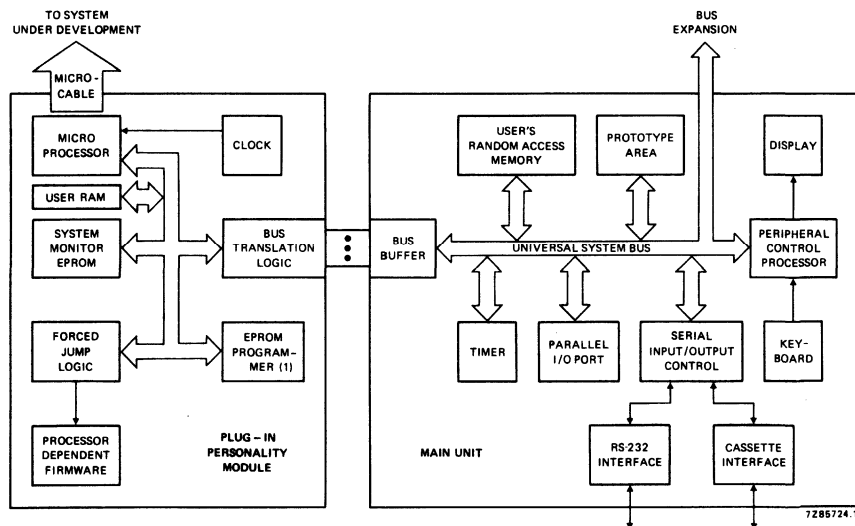 TO SYSTEM
UNDER DEVELOPMENT
MICRO -
CABLE
MICRO
PROCESSOR
CLOCK
USER RAM
SYSTEM
MONITOR
EPROM
BUS
TRANSLATION
LOGIC
FORCED
JUMP
LOGIC
EPROM
PROGRAM-
MER (1)
PROCESSOR
DEPENDENT
FIRMWARE
PLUG - IN
PERSONALITY
MODULE
BUS
EXPANSION
USER'S
RANDOM ACCESS
MEMORY
PROTOTYPE
AREA
DISPLAY
BUS
BUFFER
UNIVERSAL SYSTEM BUS
PERIPHERAL
CONTROL
PROCESSOR
TIMER
PARALLEL
I/O PORT
SERIAL
INPUT/OUTPUT
CONTROL
KEY-
BOARD
MAIN UNIT
RS-232
INTERFACE
CASSETTE
INTERFACE